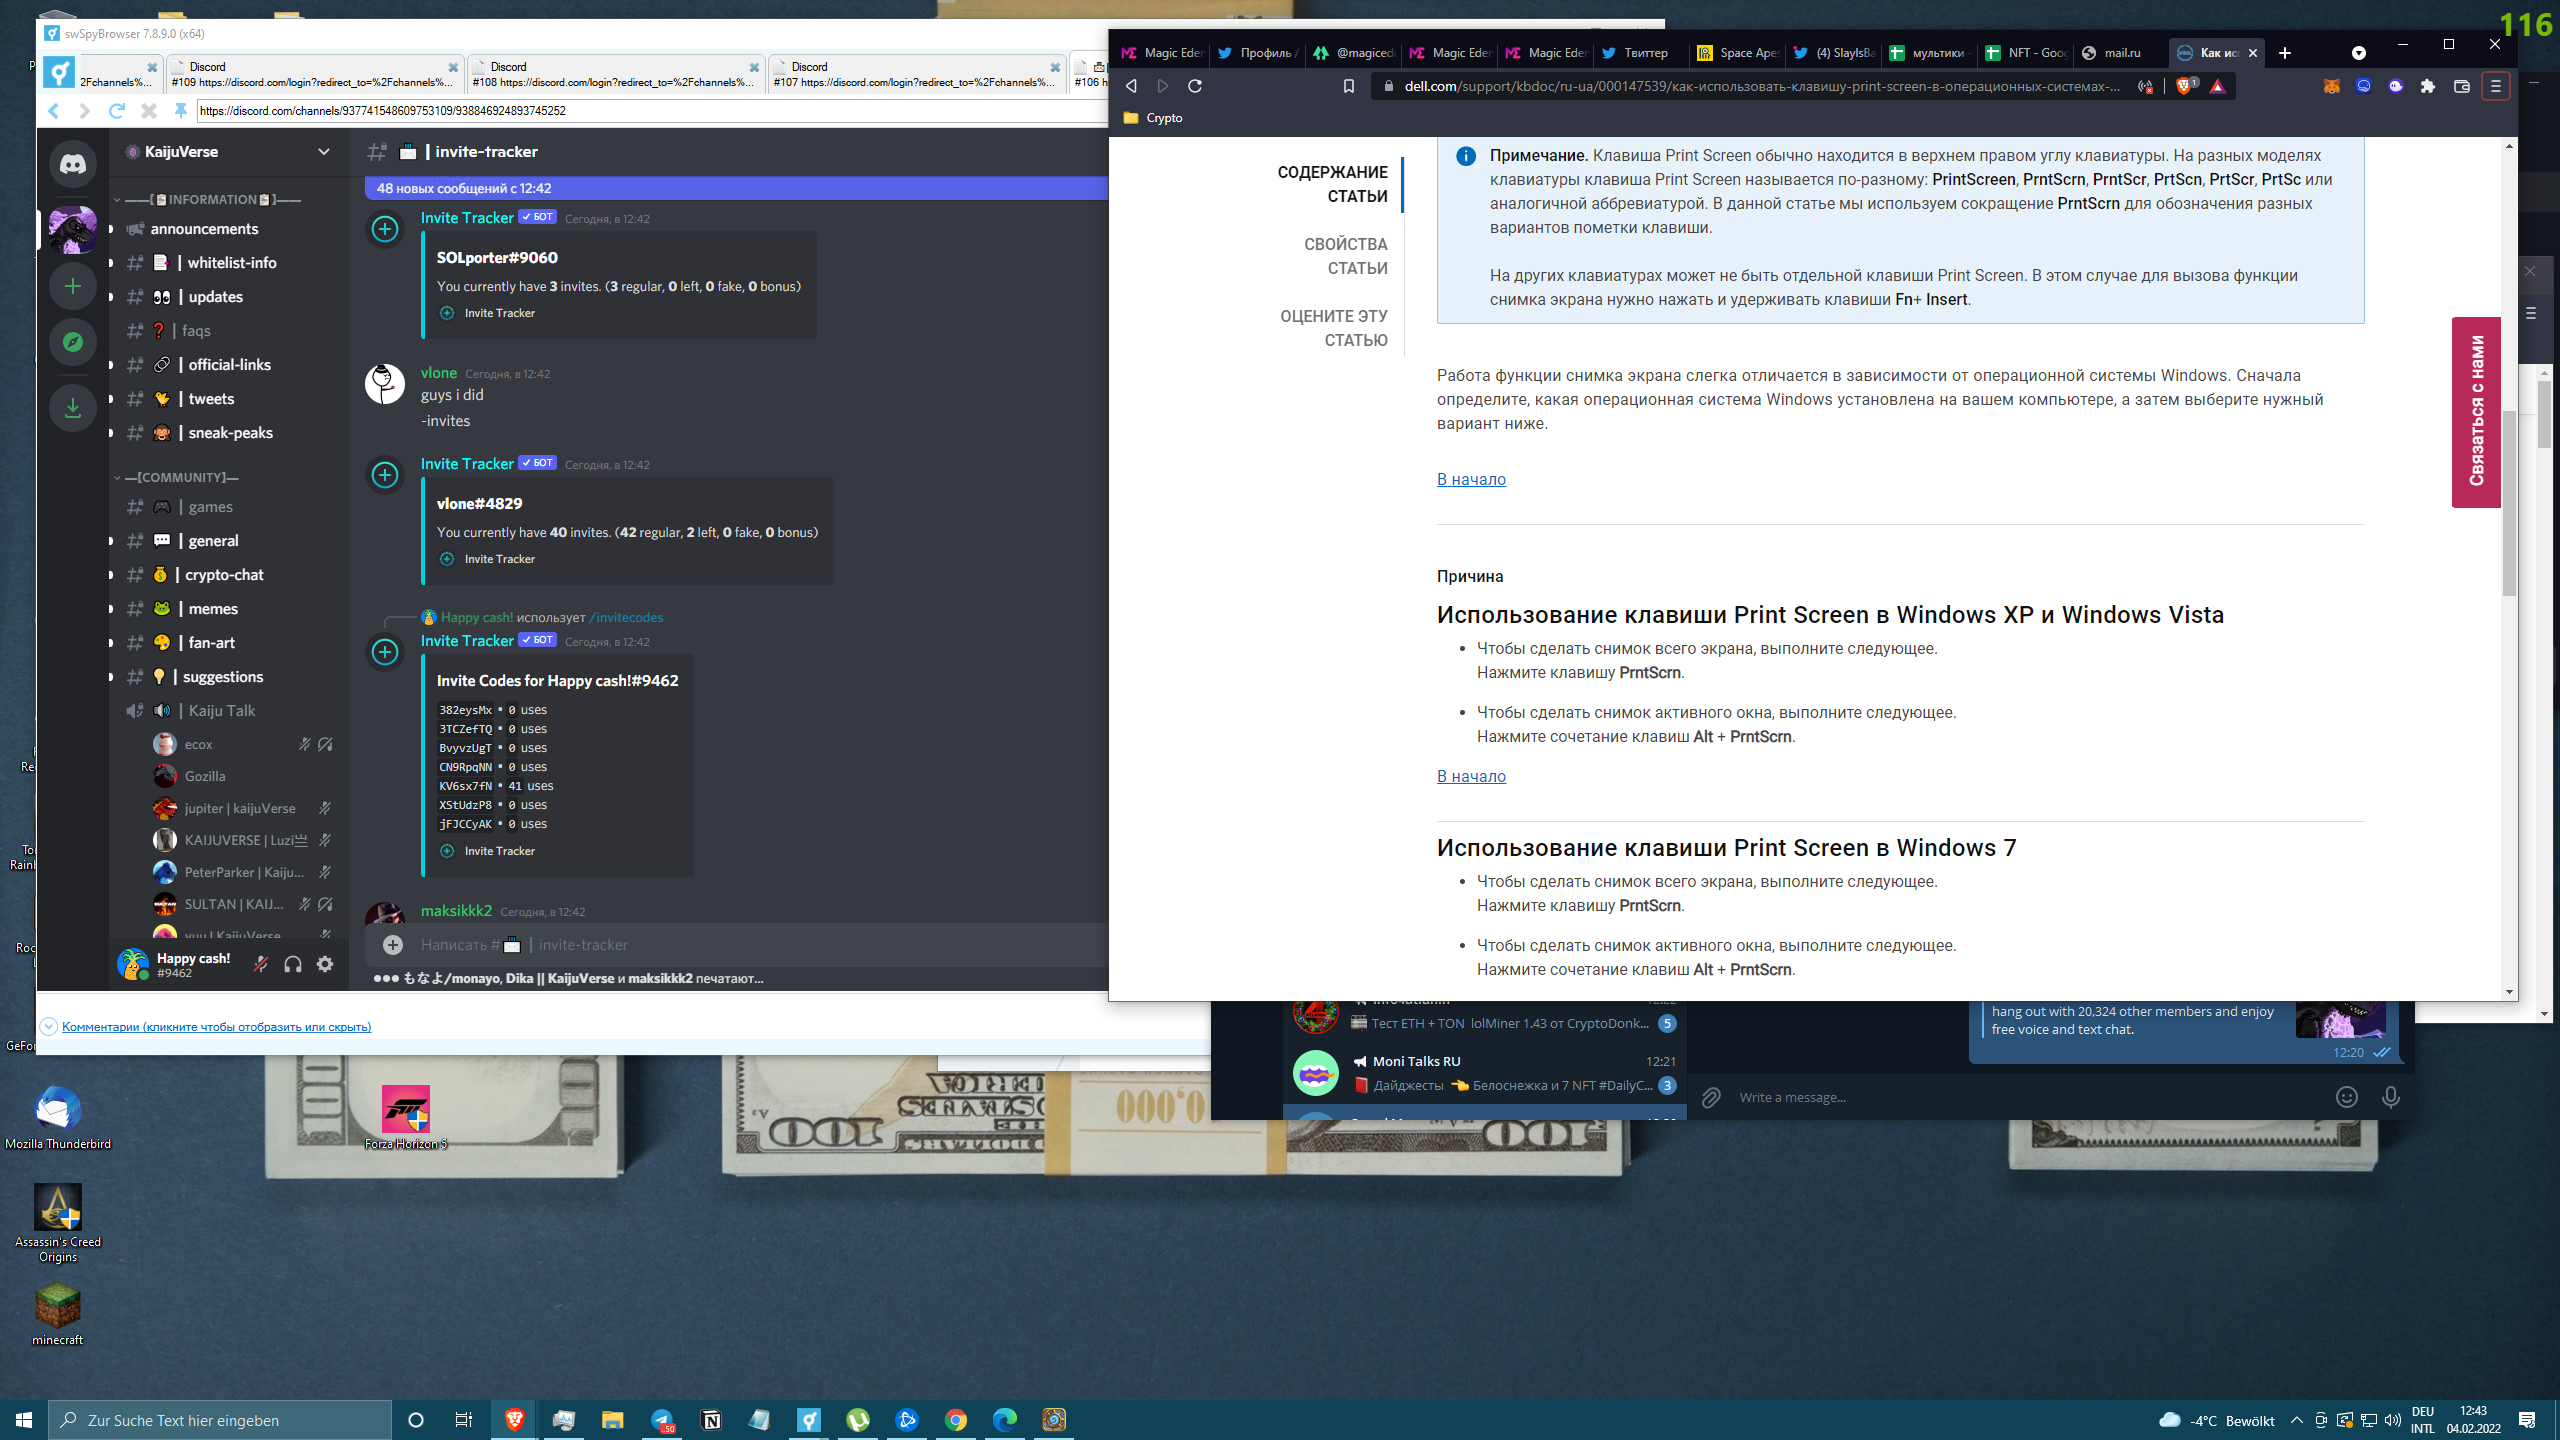 swSpyBrowser 7.8.9.0 (x64)
Discord
Discord
Discord
2Fchannels%...
#109 https://discord.com/login?redirect_to=%2Fchannels%...
#108 https://discord.com/login?redirect_to=%2Fchannels%...
#107 https://discord.com/login?redirect_to=%2Fchannels%...
https://discord.com/channels/937741548609753109/938846924893745252
KaijuVerse
——[📋INFORMATION📋]——
announcements
📑 | whitelist-info
👀 | updates
❓ | faqs
🔗 | official-links
🐤 | tweets
🙈 | sneak-peaks
—[COMMUNITY]—
🎮 | games
💬 | general
💰 | crypto-chat
🐸 | memes
🎨 | fan-art
💡 | suggestions
🔊 | Kaiju Talk
ecox
Gozilla
jupiter | kaijuVerse
KAIJUVERSE | Luzi亗
PeterParker | Kaiju...
SULTAN | KAIJ...
yuu | KaijuVerse
Happy cash!
#9462
📩 | invite-tracker
48 новых сообщений с 12:42
Invite Tracker ✓ БОТ Сегодня, в 12:42
SOLporter#9060
You currently have 3 invites. (3 regular, 0 left, 0 fake, 0 bonus)
Invite Tracker
vlone Сегодня, в 12:42
guys i did
-invites
Invite Tracker ✓ БОТ Сегодня, в 12:42
vlone#4829
You currently have 40 invites. (42 regular, 2 left, 0 fake, 0 bonus)
Invite Tracker
Happy cash! использует /invitecodes
Invite Tracker ✓ БОТ Сегодня, в 12:42
Invite Codes for Happy cash!#9462
382eysMx • 0 uses
3TCZefTQ • 0 uses
BvyvzUgT • 0 uses
CN9RpqNN • 0 uses
KV6sx7fN • 41 uses
XStUdzP8 • 0 uses
jFJCCyAK • 0 uses
Invite Tracker
maksikkk2 Сегодня, в 12:42
Написать #📩 | invite-tracker
もなよ/monayo, Dika || KaijuVerse и maksikkk2 печатают...
Комментарии (кликните чтобы отобразить или скрыть)
116
Magic Eder
Профиль /
@magiced
Magic Eder
Magic Eder
Твиттер
Space Apes
(4) SlaylsBa
мультики -
NFT - Goog
mail.ru
Как исп
dell.com/support/kbdoc/ru-ua/000147539/как-использовать-клавишу-print-screen-в-операционных-системах-...
Crypto
СОДЕРЖАНИЕ
СТАТЬИ
СВОЙСТВА
СТАТЬИ
ОЦЕНИТЕ ЭТУ
СТАТЬЮ
Примечание. Клавиша Print Screen обычно находится в верхнем правом углу клавиатуры. На разных моделях
клавиатуры клавиша Print Screen называется по-разному: PrintScreen, PrntScrn, PrntScr, PrtScn, PrtScr, PrtSc или
аналогичной аббревиатурой. В данной статье мы используем сокращение PrntScrn для обозначения разных
вариантов пометки клавиши.
На других клавиатурах может не быть отдельной клавиши Print Screen. В этом случае для вызова функции
снимка экрана нужно нажать и удерживать клавиши Fn+ Insert.
Работа функции снимка экрана слегка отличается в зависимости от операционной системы Windows. Сначала
определите, какая операционная система Windows установлена на вашем компьютере, а затем выберите нужный
вариант ниже.
В начало
Причина
Использование клавиши Print Screen в Windows XP и Windows Vista
• Чтобы сделать снимок всего экрана, выполните следующее.
Нажмите клавишу PrntScrn.
• Чтобы сделать снимок активного окна, выполните следующее.
Нажмите сочетание клавиш Alt + PrntScrn.
В начало
Использование клавиши Print Screen в Windows 7
• Чтобы сделать снимок всего экрана, выполните следующее.
Нажмите клавишу PrntScrn.
• Чтобы сделать снимок активного окна, выполните следующее.
Нажмите сочетание клавиш Alt + PrntScrn.
Связаться с нами
Тест ETH + TON lolMiner 1.43 от CryptoDonk... 5
Moni Talks RU 12:21
Дайджесты 👈 Белоснежка и 7 NFT #DailyC... 3
hang out with 20,324 other members and enjoy
free voice and text chat.
12:20
Write a message...
Mozilla Thunderbird
Forza Horizon 5
Assassin's Creed
Origins
minecraft
Zur Suche Text hier eingeben
-4°C Bewölkt
DEU
INTL
12:43
04.02.2022